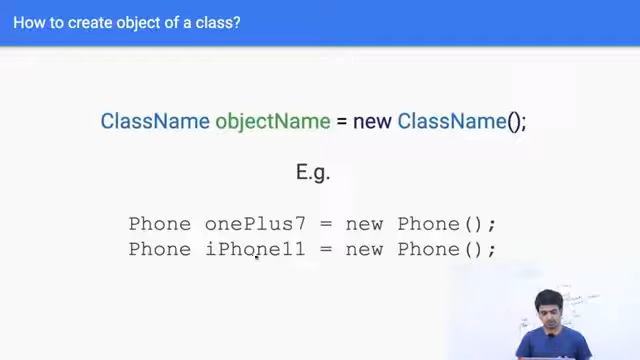 How to create object of a class?
ClassName objectName = new ClassName();
E.g.
Phone onePlus7 = new Phone();
Phone iPhone11 = new Phone();